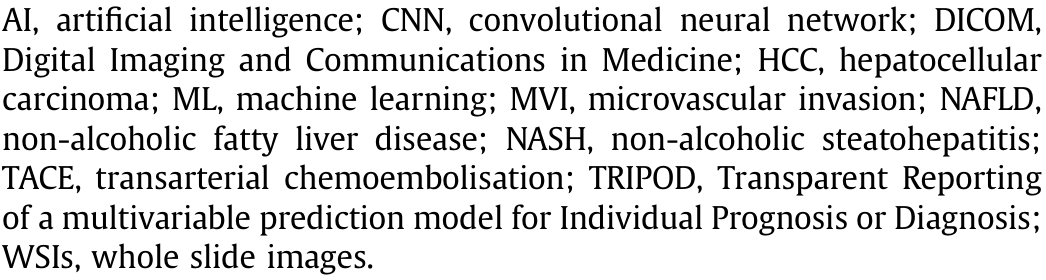 AI, artificial intelligence; CNN, convolutional neural network; DICOM,
Digital Imaging and Communications in Medicine; HCC, hepatocellular
carcinoma; ML, machine learning; MVI, microvascular invasion; NAFLD,
non-alcoholic fatty liver disease; NASH, non-alcoholic steatohepatitis;
TACE, transarterial chemoembolisation; TRIPOD, Transparent Reporting
of a multivariable prediction model for Individual Prognosis or Diagnosis;
WSIs, whole slide images.